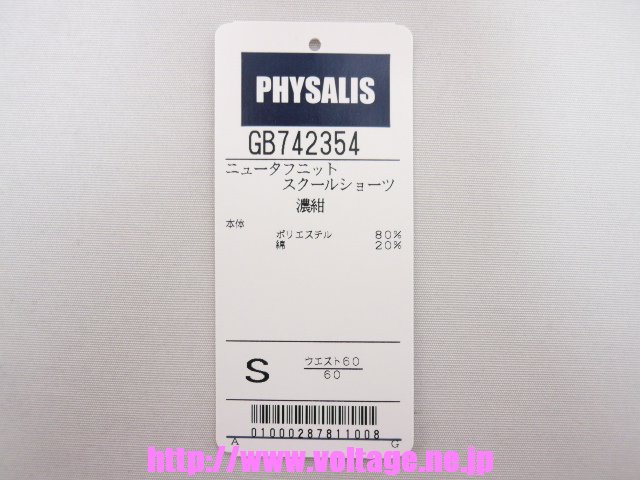 PHYSALIS
GB742354
ニュータフニット
スクールショーツ
濃紺
本体
ポリエステル 80%
綿 20%
S
ウエスト60
60
01000287811008
A G
http://www.voltage.no.jp